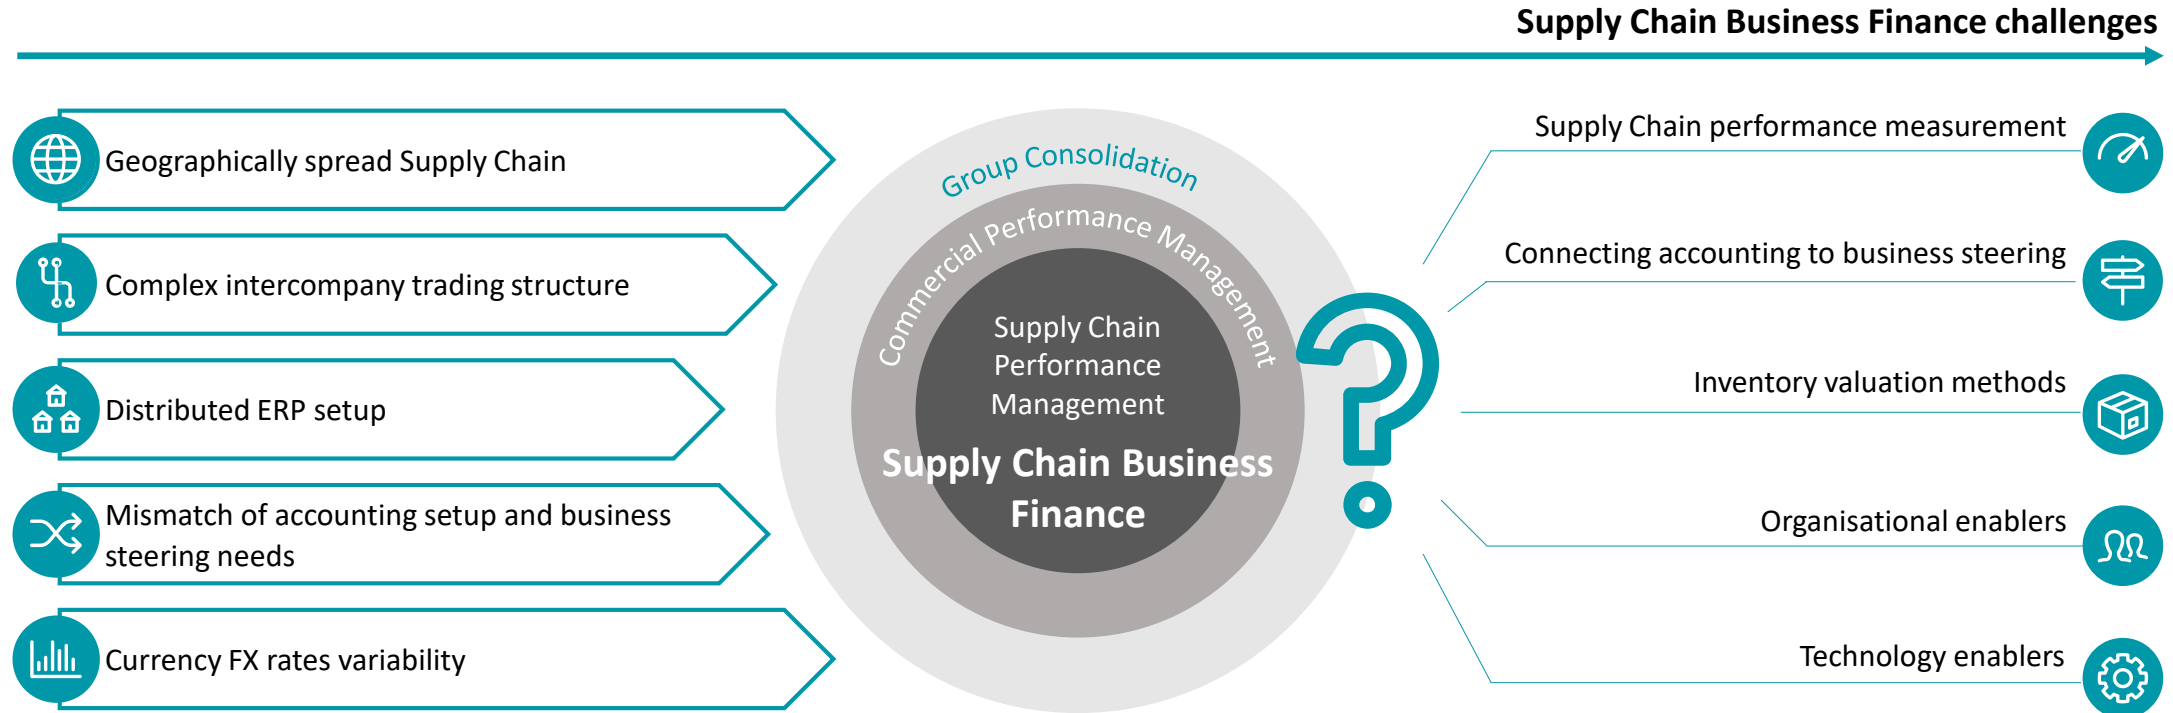 Supply Chain Business Finance challenges
Geographically spread Supply Chain
Complex intercompany trading structure
Distributed ERP setup
Mismatch of accounting setup and business
steering needs
Currency FX rates variability
Group Consolidation
Commercial Performance Management
Supply Chain
Performance
Management
Supply Chain Business
Finance
Supply Chain performance measurement
Connecting accounting to business steering
Inventory valuation methods
Organisational enablers
Technology enablers